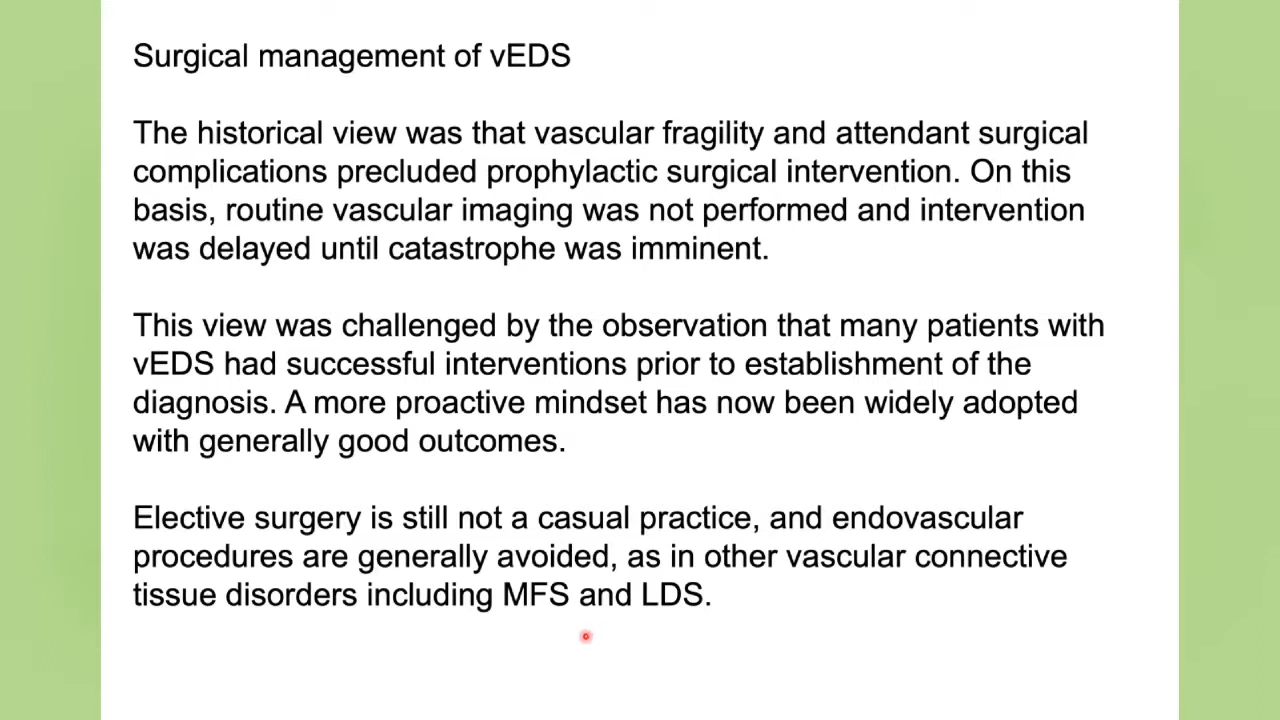 Surgical management of vEDS
The historical view was that vascular fragility and attendant surgical
complications precluded prophylactic surgical intervention. On this
basis, routine vascular imaging was not performed and intervention
was delayed until catastrophe was imminent.
This view was challenged by the observation that many patients with
vEDS had successful interventions prior to establishment of the
diagnosis. A more proactive mindset has now been widely adopted
with generally good outcomes.
Elective surgery is still not a casual practice, and endovascular
procedures are generally avoided, as in other vascular connective
tissue disorders including MFS and LDS.